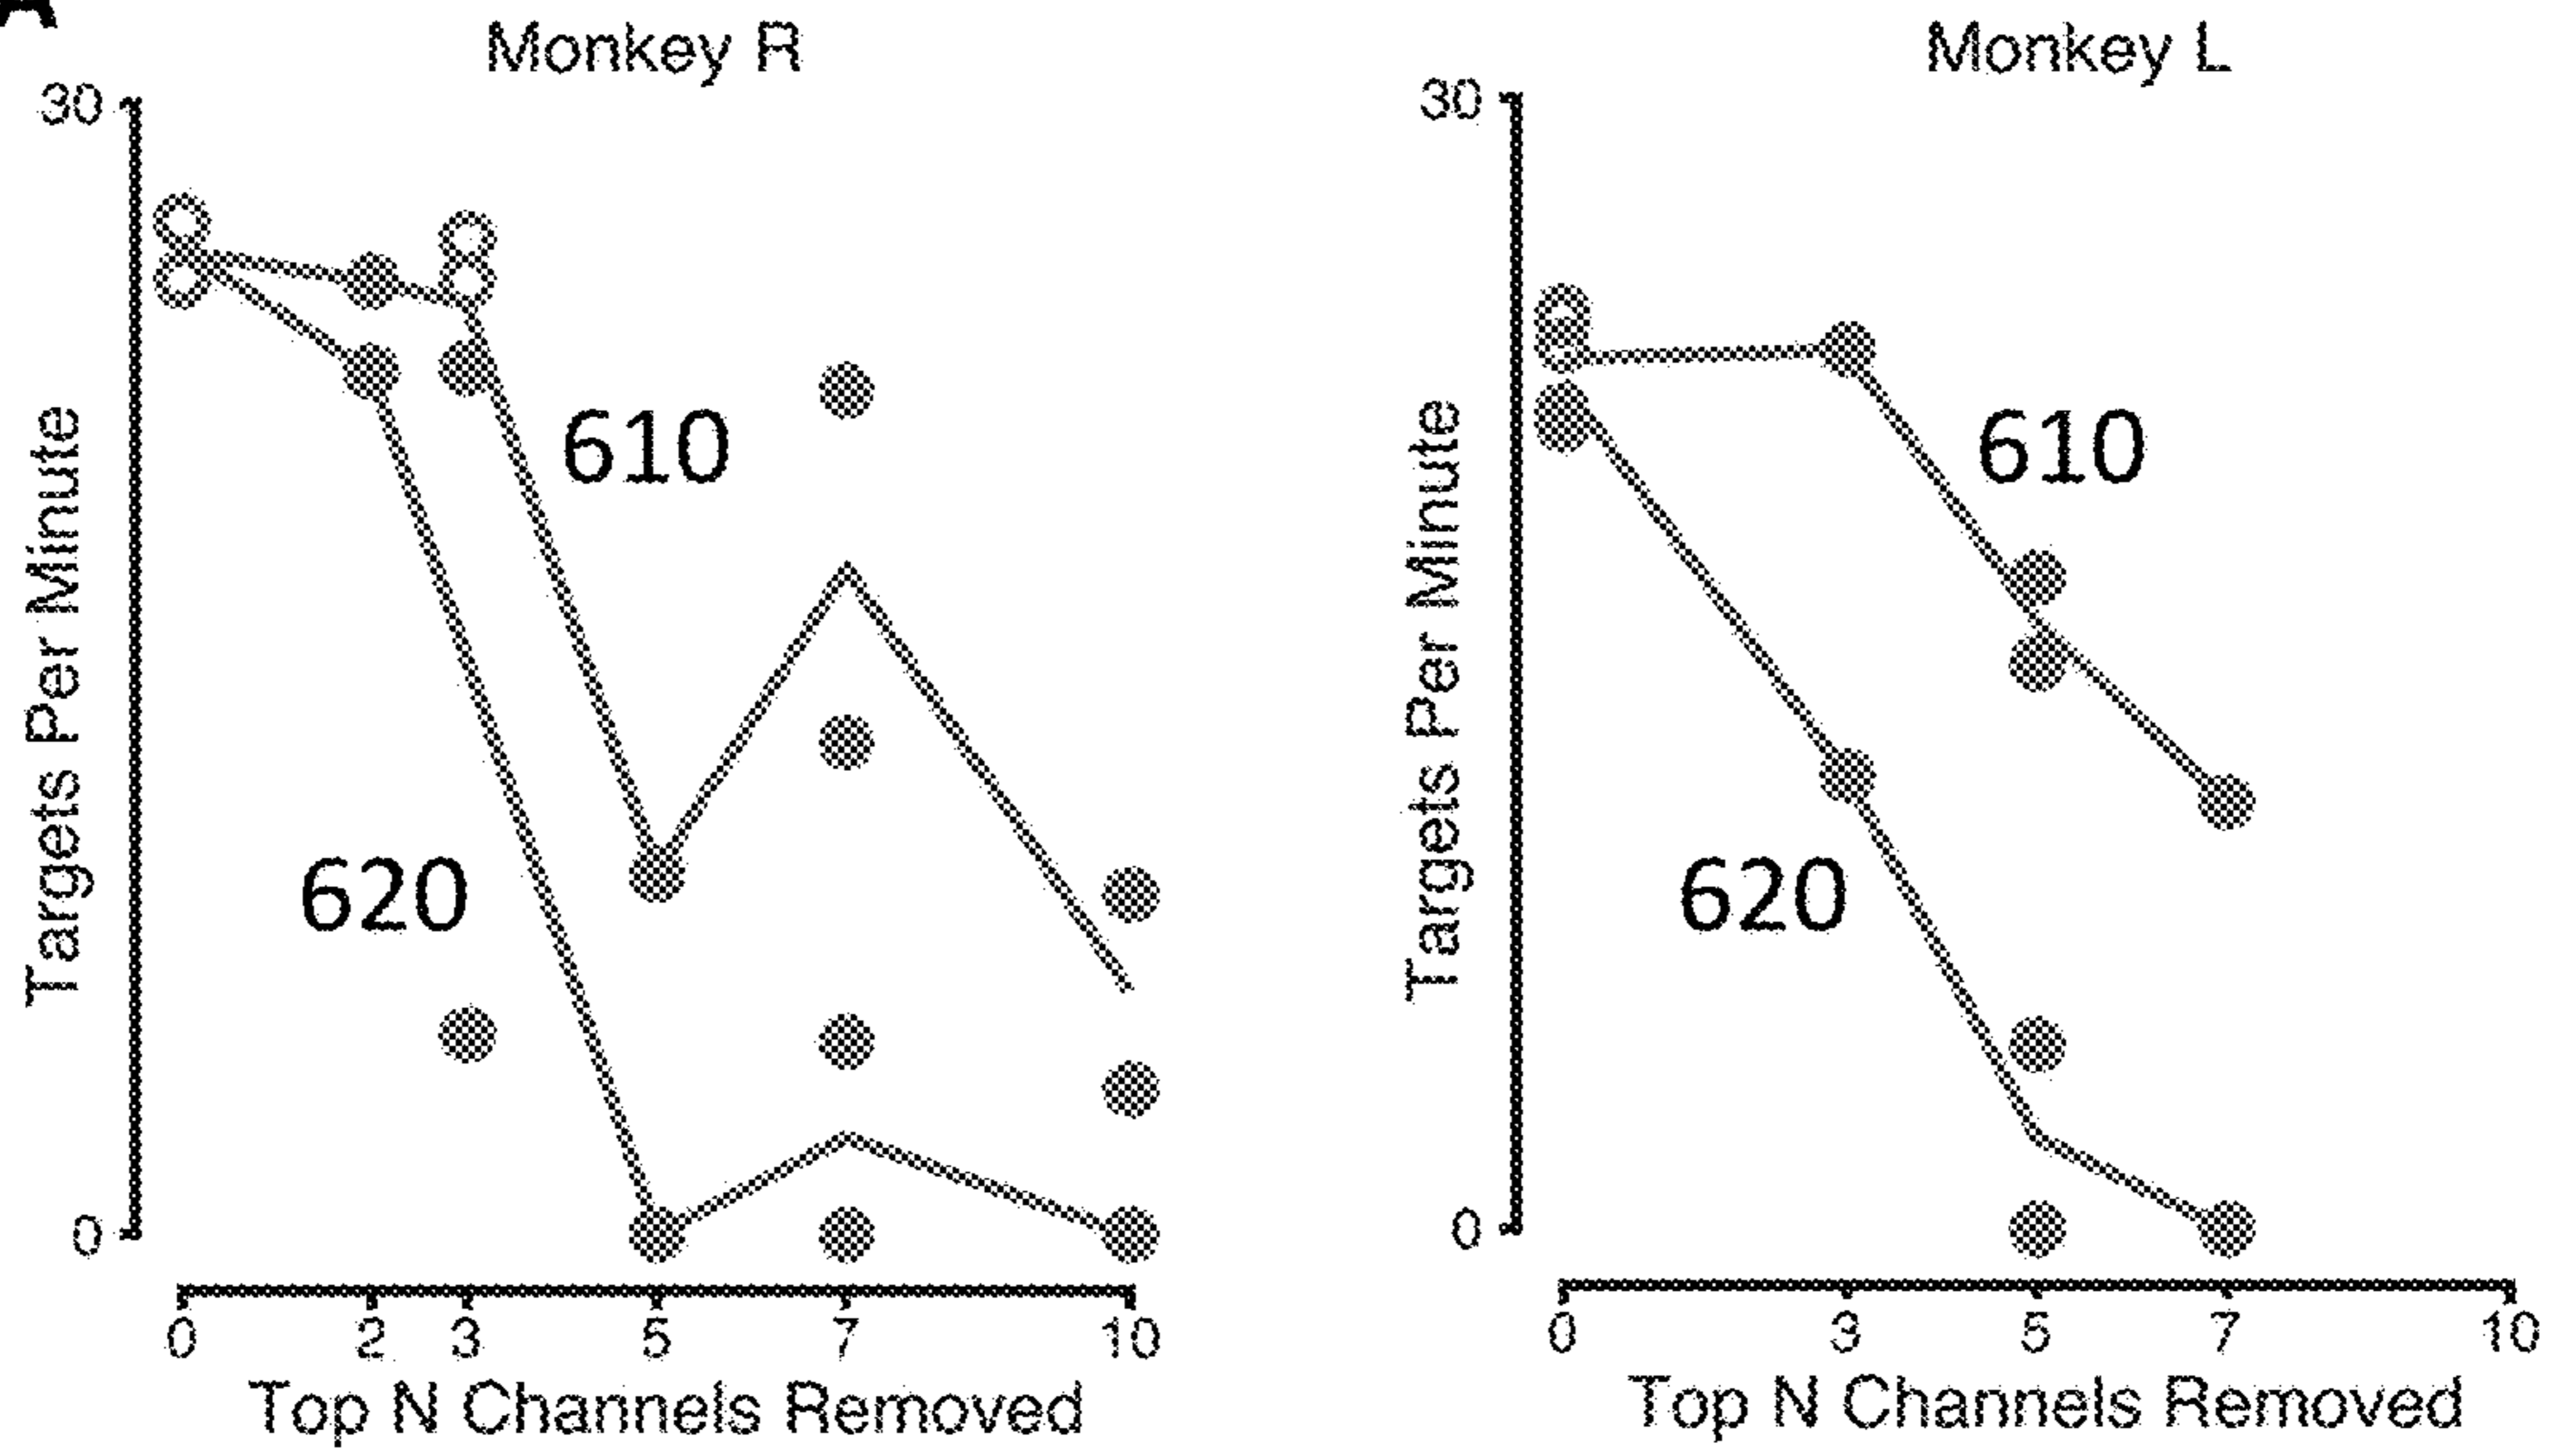 A
Monkey R
30
Targets Per Minute
610
620
0
0 2 3 5 7 10
Top N Channels Removed
Monkey L
30
Targets Per Minute
610
620
0
0 3 5 7 10
Top N Channels Removed